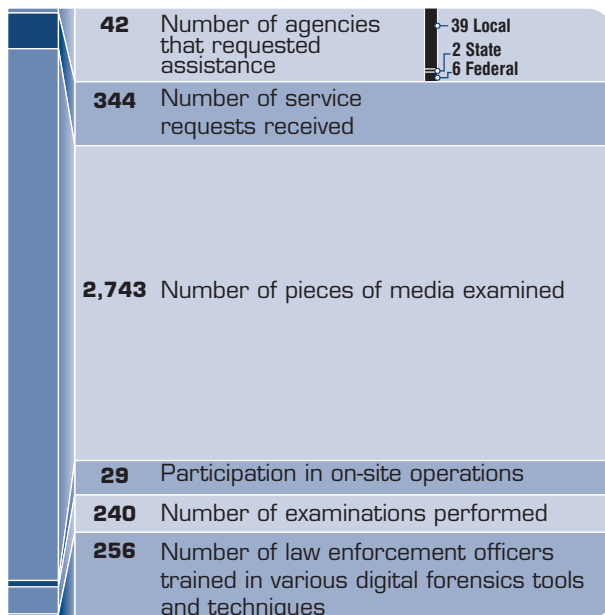 42 Number of agencies
that requested
assistance
39 Local
2 State
6 Federal
344 Number of service
requests received
2,743 Number of pieces of media examined
29 Participation in on-site operations
240 Number of examinations performed
256 Number of law enforcement officers
trained in various digital forensics tools
and techniques